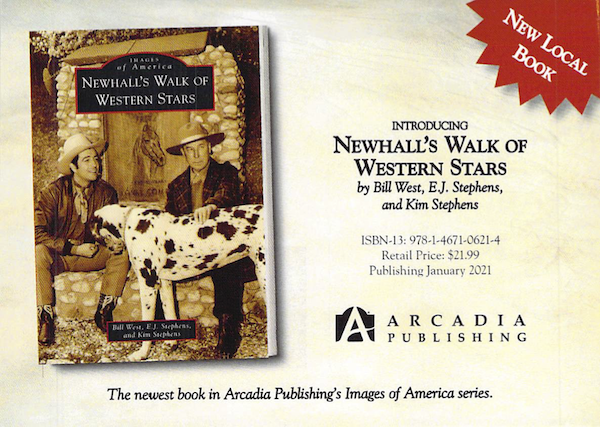 IMAGES
of America
NEWHALL'S WALK OF
WESTERN STARS
Bill West, E.J. Stephens,
and Kim Stephens
NEW LOCAL
BOOK
INTRODUCING
NEWHALL'S WALK OF
WESTERN STARS
by Bill West, E.J. Stephens,
and Kim Stephens
ISBN-13: 978-1-4671-0621-4
Retail Price: $21.99
Publishing January 2021
A
ARCADIA
PUBLISHING
The newest book in Arcadia Publishing's Images of America series.